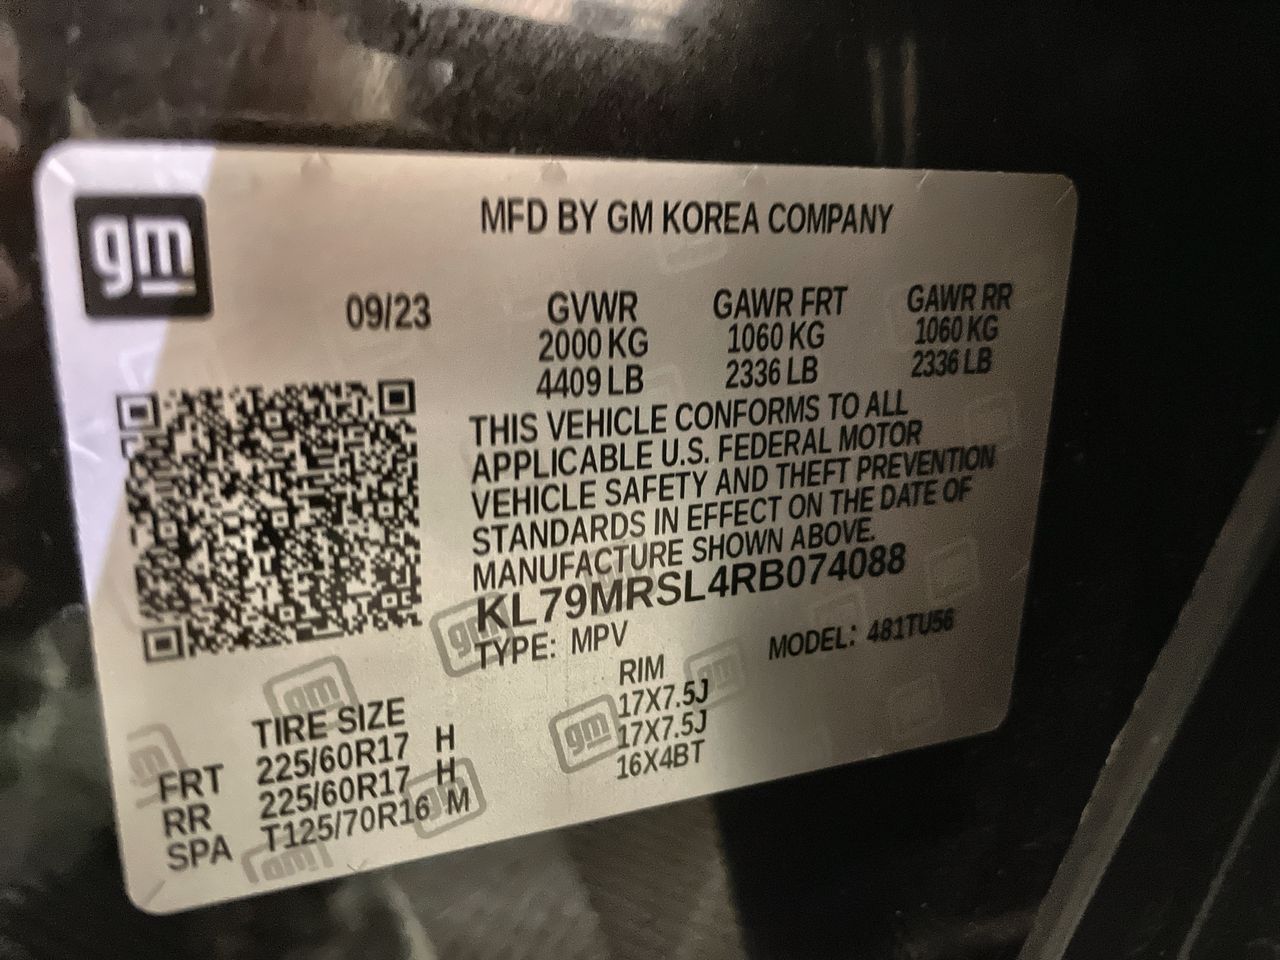 gm
MFD BY GM KOREA COMPANY
09/23 GVWR GAWR FRT GAWR RR
2000 KG 1060 KG 1060 KG
4409 LB 2336 LB 2336 LB
THIS VEHICLE CONFORMS TO ALL
APPLICABLE U.S. FEDERAL MOTOR
VEHICLE SAFETY AND THEFT PREVENTION
STANDARDS IN EFFECT ON THE DATE OF
MANUFACTURE SHOWN ABOVE.
KL79MRSL4RB074088
TYPE: MPV MODEL: 481TU56
TIRE SIZE RIM
FRT 225/60R17 H 17X7.5J
RR 225/60R17 H 17X7.5J
SPA T125/70R16 M 16X4BT